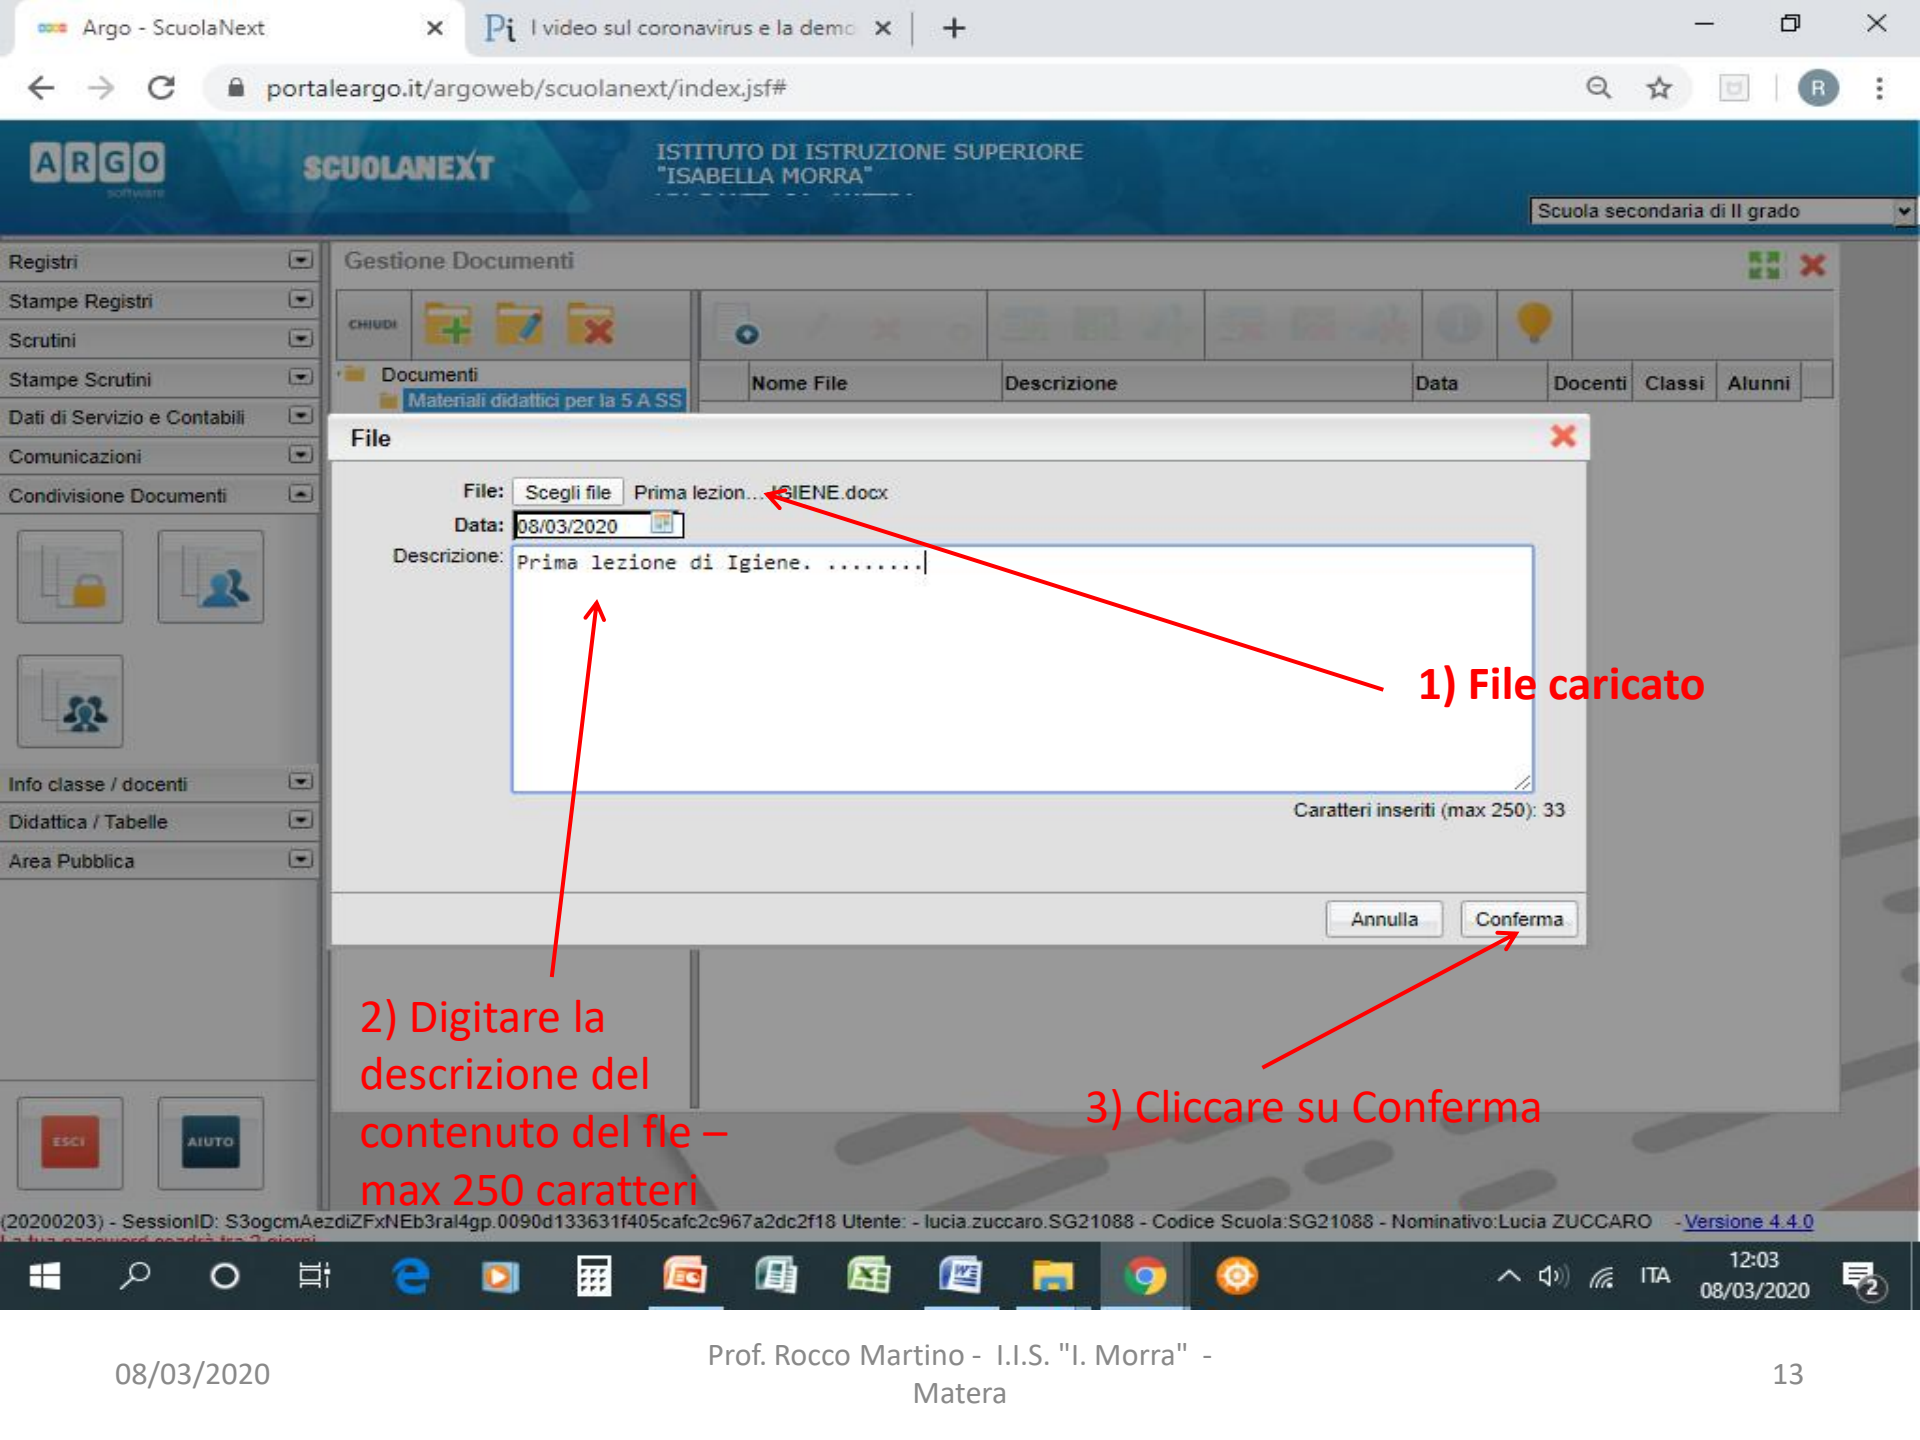 Argo - ScuolaNext
Pi I video sul coronavirus e la demo
portaleargo.it/argoweb/scuolanext/index.jsf#
R
ARGO
software
SCUOLANEXT
ISTITUTO DI ISTRUZIONE SUPERIORE
"ISABELLA MORRA"
Scuola secondaria di II grado
Registri
Stampe Registri
Scrutini
Stampe Scrutini
Dati di Servizio e Contabili
Comunicazioni
Condivisione Documenti
Info classe / docenti
Didattica / Tabelle
Area Pubblica
ESCI
AIUTO
Gestione Documenti
CHIUDI
Documenti
Materiali didattici per la 5 A SS
Nome File Descrizione Data Docenti Classi Alunni
File
File: Scegli file Prima lezion... IGIENE.docx
Data: 08/03/2020
Descrizione: Prima lezione di Igiene. ........
1) File caricato
Caratteri inseriti (max 250): 33
Annulla Conferma
2) Digitare la
descrizione del
contenuto del fle –
max 250 caratteri
3) Cliccare su Conferma
(20200203) - SessionID: S3ogcmAezdiZFxNEb3ral4gp.0090d133631f405cafc2c967a2dc2f18 Utente: - lucia.zuccaro.SG21088 - Codice Scuola:SG21088 - Nominativo:Lucia ZUCCARO - Versione 4.4.0
ITA
12:03
08/03/2020
2
08/03/2020
Prof. Rocco Martino - I.I.S. "I. Morra" -
Matera
13